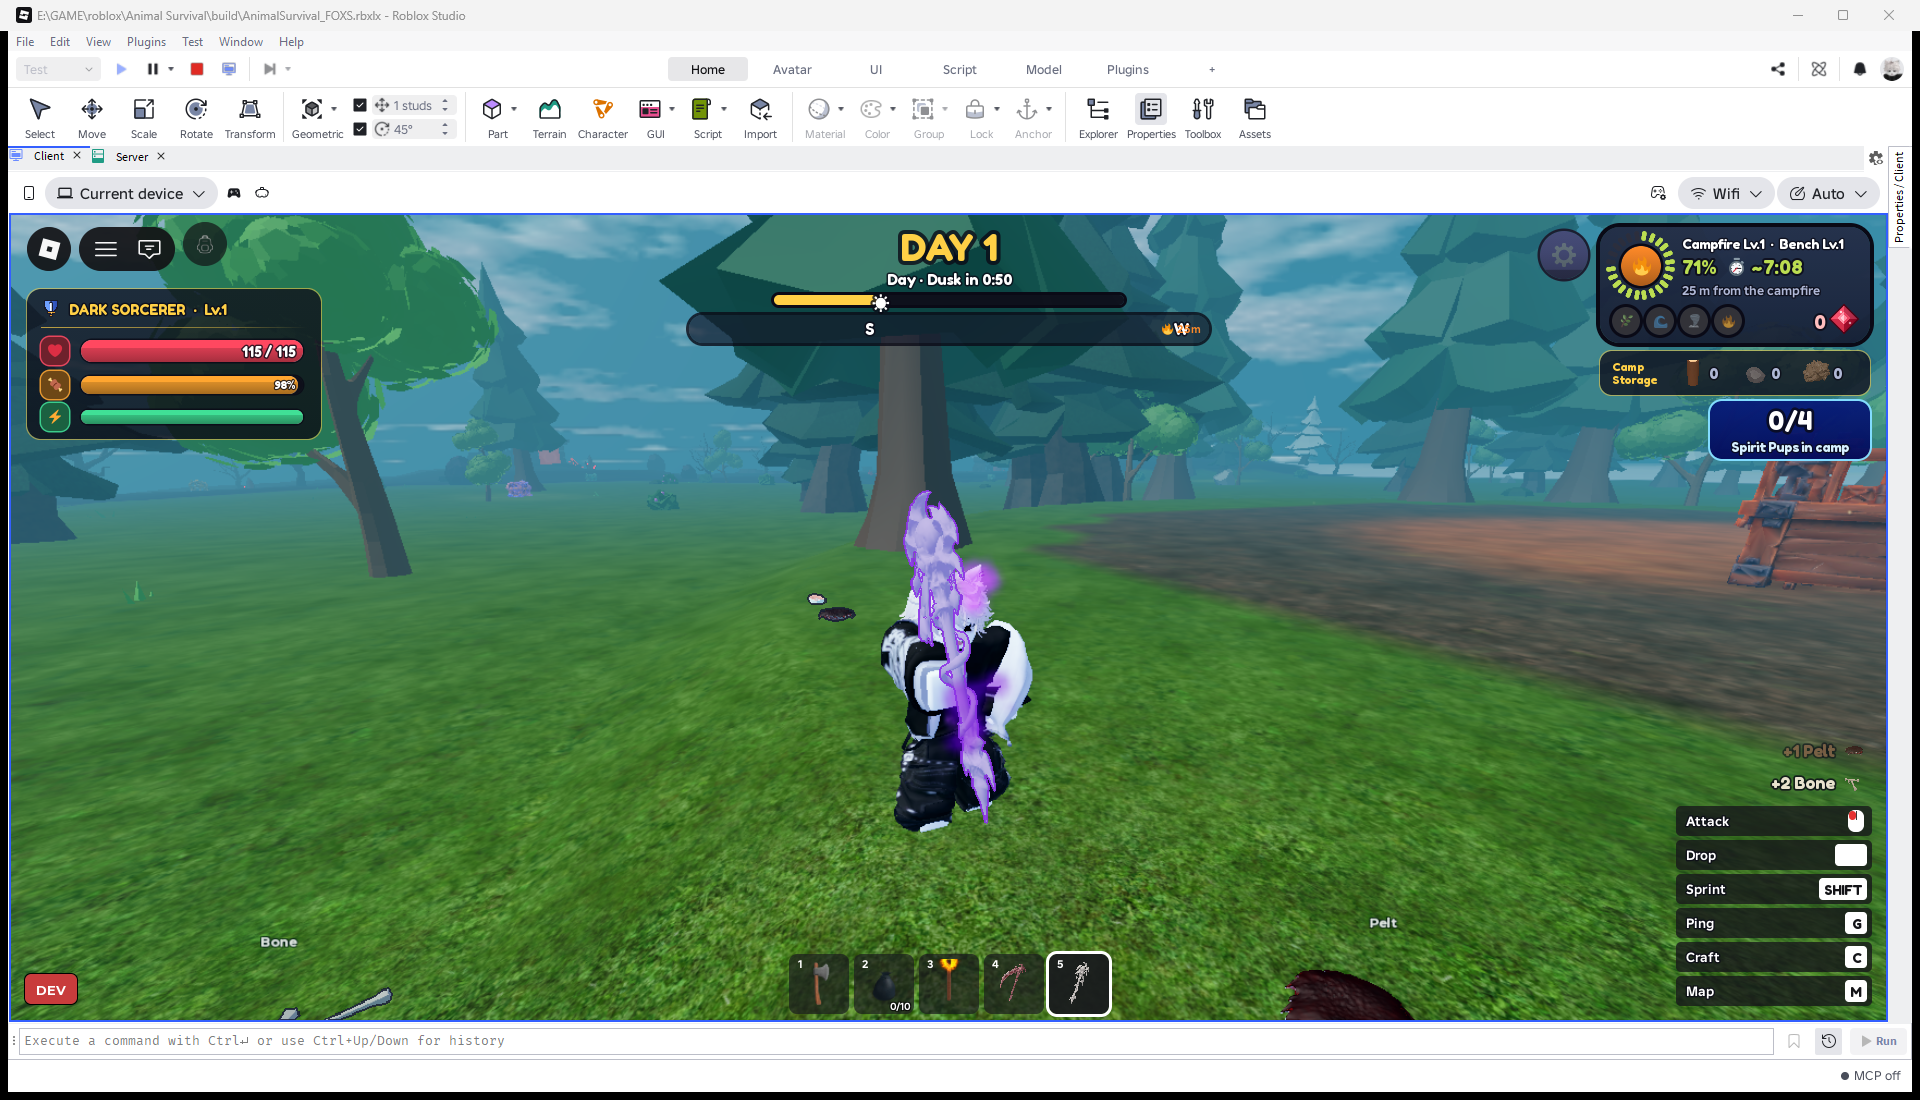 E:\GAME\roblox\Animal Survival\build\AnimalSurvival_FOXS.rbxlx - Roblox Studio
File Edit View Plugins Test Window Help
Test
Home Avatar UI Script Model Plugins +
1 studs
45°
Select Move Scale Rotate Transform Geometric Part Terrain Character GUI Script Import Material Color Group Lock Anchor Explorer Properties Toolbox Assets
Client Server
Properties / Client
Current device Wifi Auto
DAY 1
Day · Dusk in 0:50
S W
Campfire Lv.1 · Bench Lv.1
71% ~7:08
25 m from the campfire
0
Camp Storage 0 0 0
0/4
Spirit Pups in camp
DARK SORCERER · Lv.1
115 / 115
98%
+1 Pelt
+2 Bone
Attack
Drop
Sprint SHIFT
Ping G
Craft C
Map M
Bone
Pelt
DEV
1 2 3 4 5
0/10
Execute a command with Ctrl↵ or use Ctrl+Up/Down for history
Run
MCP off